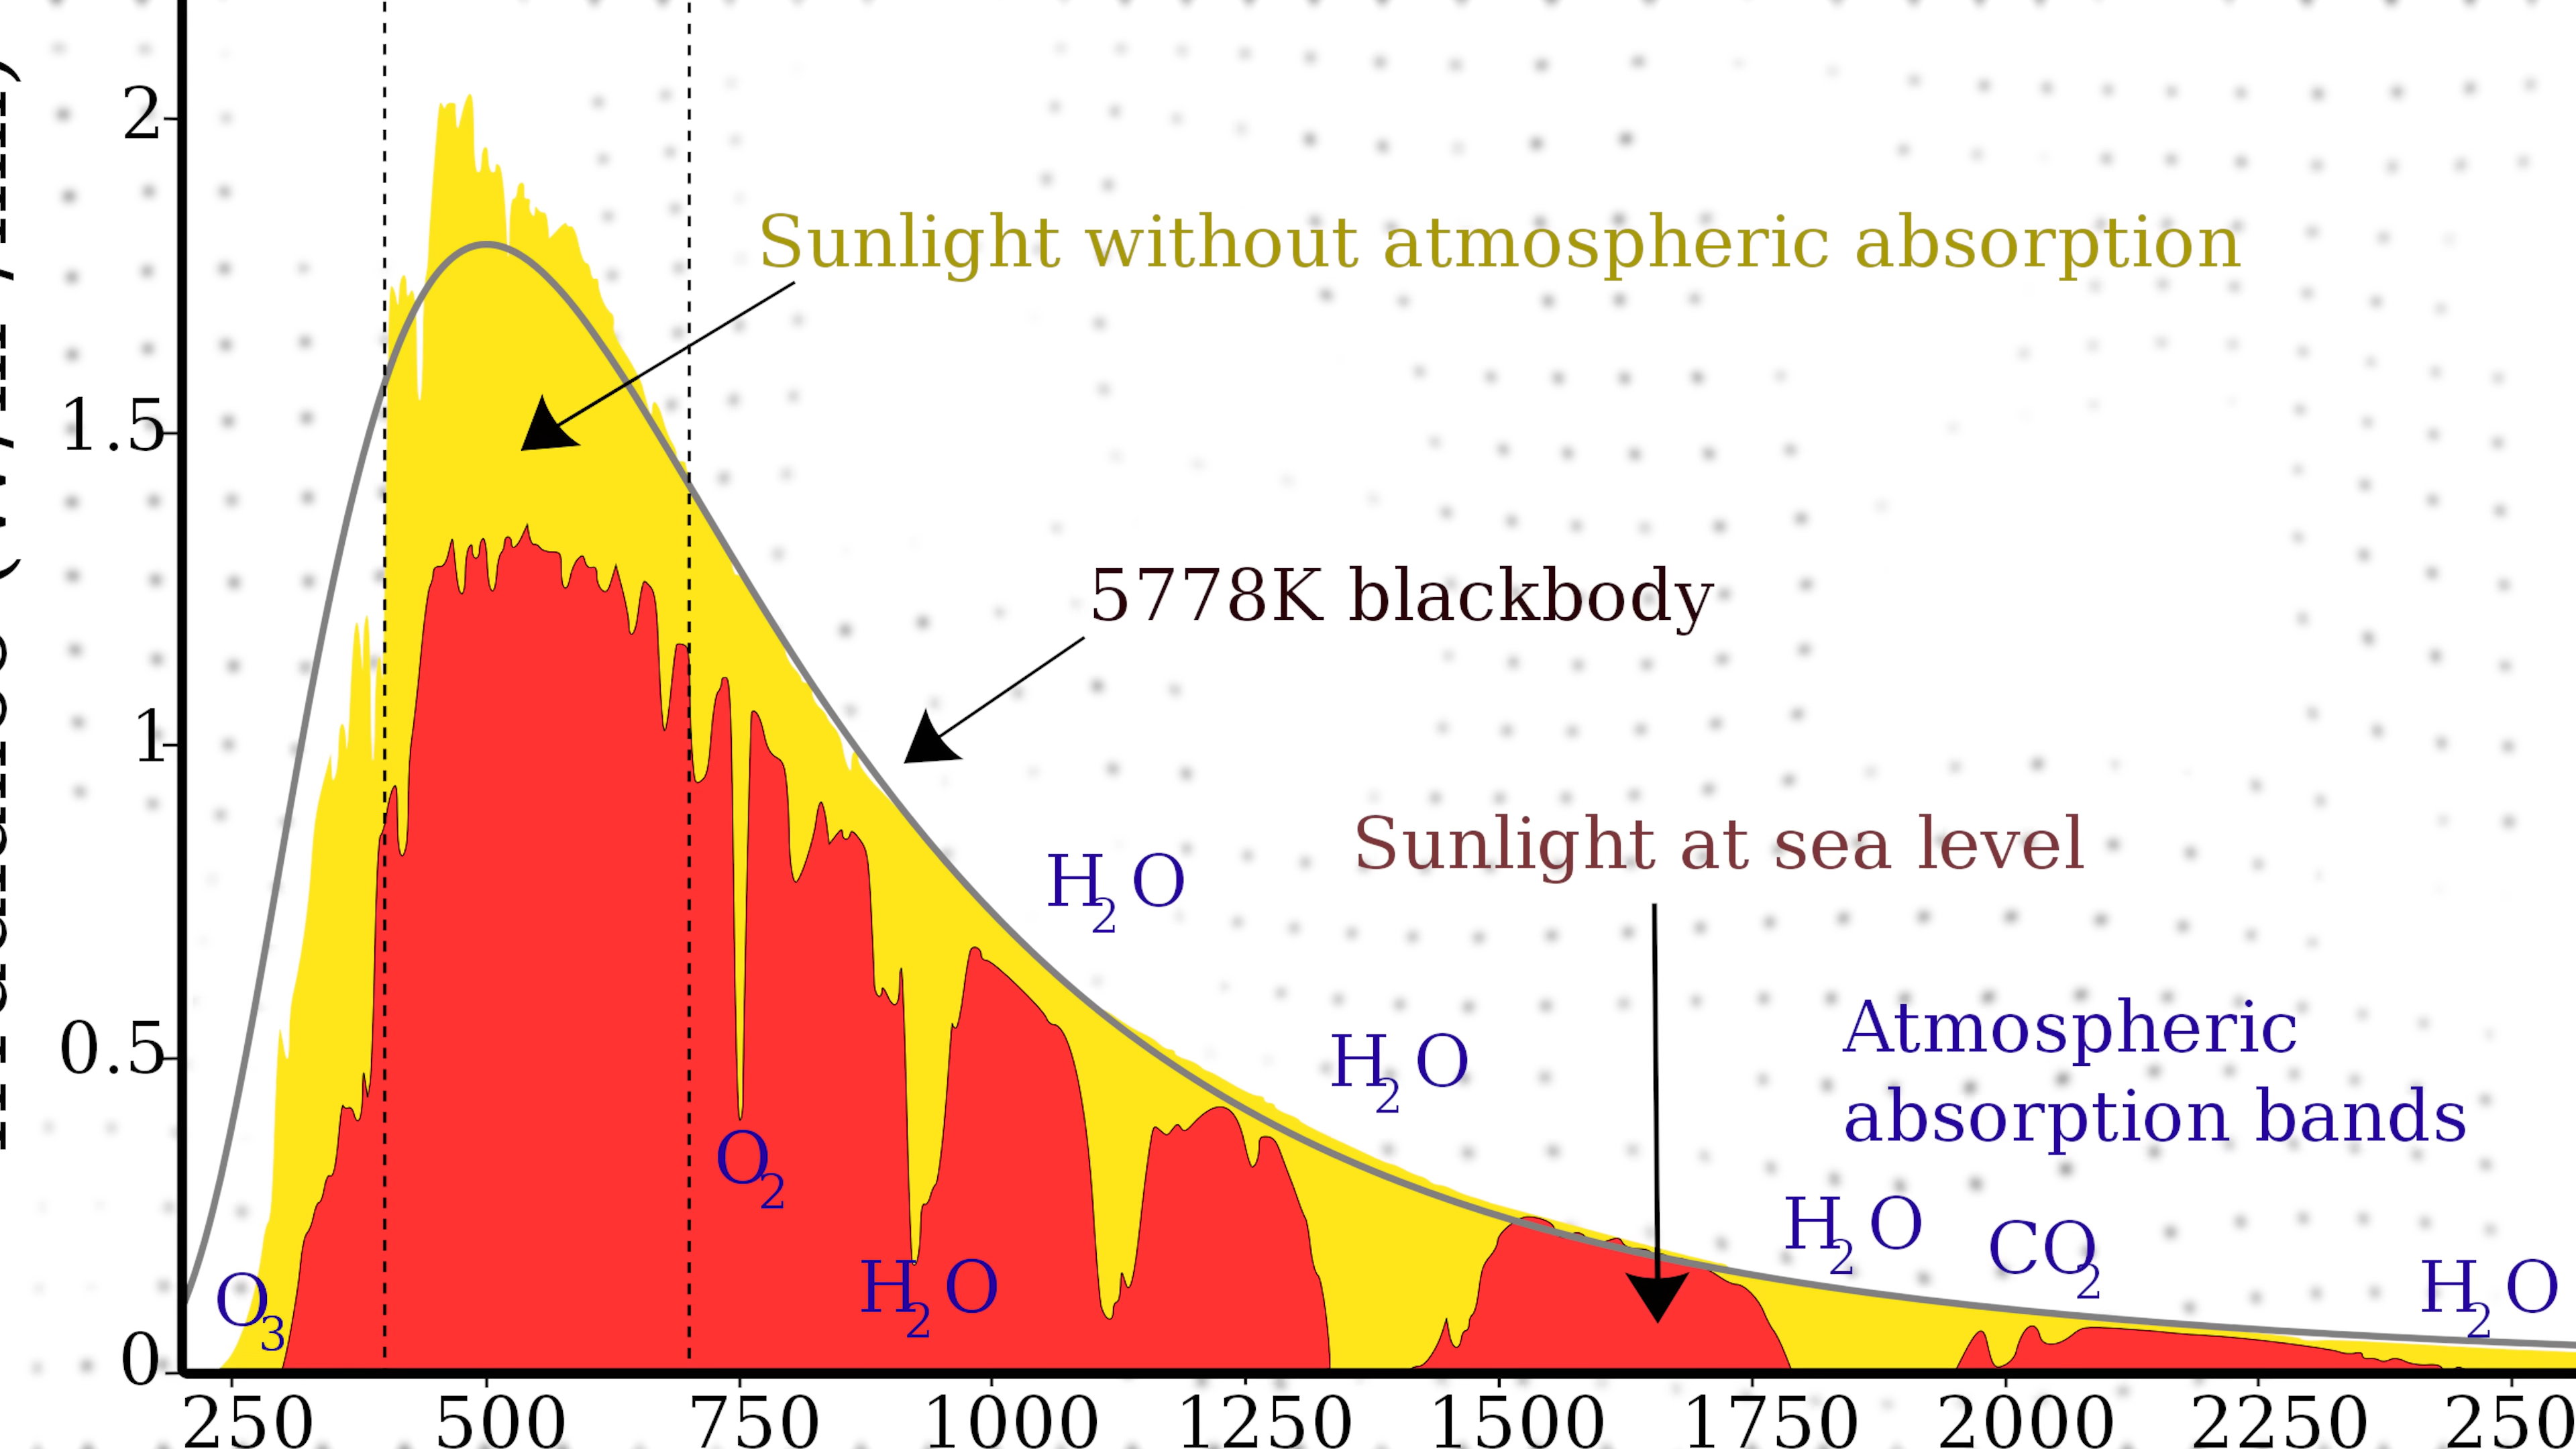 2
Sunlight without atmospheric absorption
1.5
5778K blackbody
1
Sunlight at sea level
H2O
Atmospheric
absorption bands
0.5
H2O
O2
H2O
CO2
O3
H2O
H2O
0
250 500 750 1000 1250 1500 1750 2000 2250